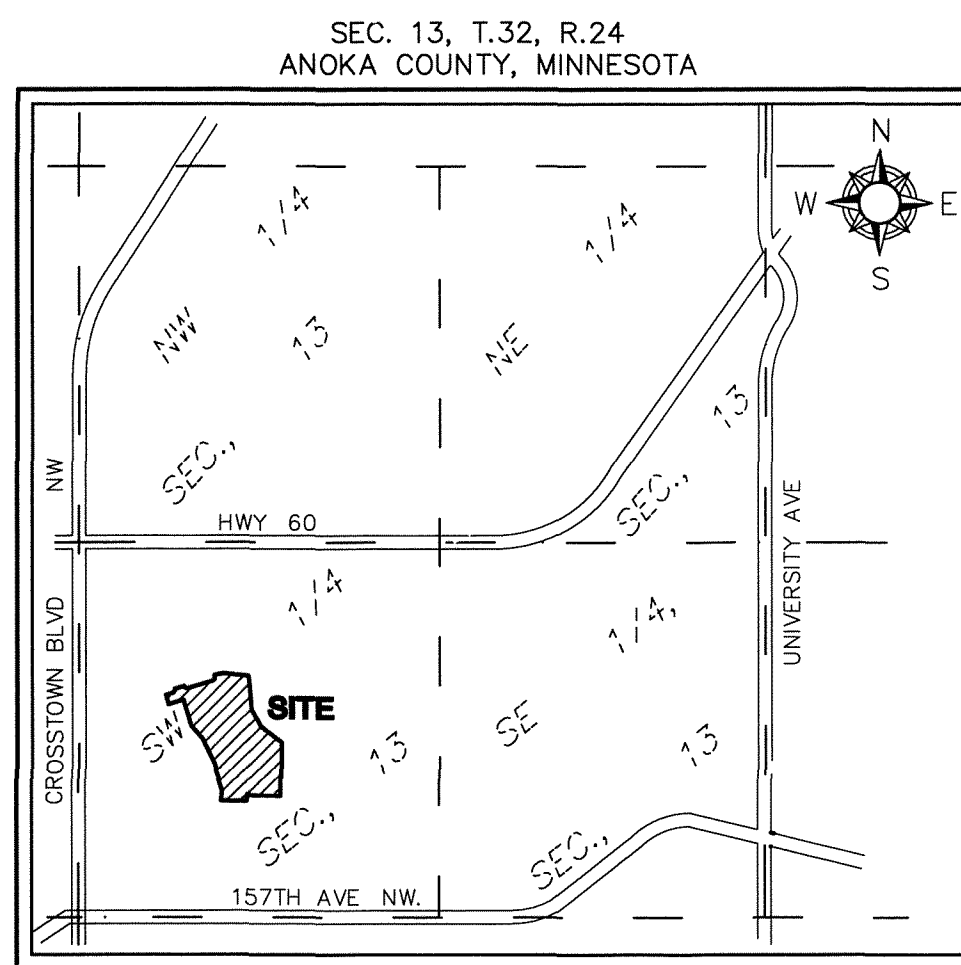 SEC. 13, T.32, R.24
ANOKA COUNTY, MINNESOTA
N
W E
S
NW 1/4
SEC., 13
NE 1/4
SEC., 13
NW
HWY 60
CROSSTOWN BLVD
UNIVERSITY AVE
SITE
SW 1/4
SEC., 13
SE 1/4,
SEC., 13
157TH AVE NW.